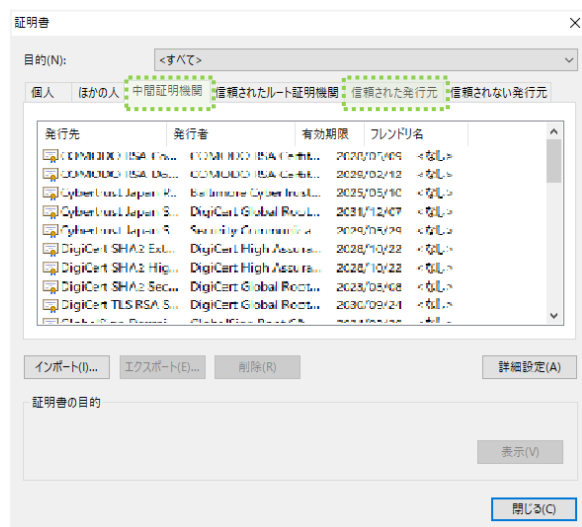 証明書
目的(N): <すべて>
個人 ほかの人 中間証明機関 信頼されたルート証明機関 信頼された発行元 信頼されない発行元
発行先 発行者 有効期限 フレンドリ名
COMODO RSA Co... COMODO RSA Certif... 2028/05/09 <なし>
COMODO RSA Do... COMODO RSA Certif... 2029/02/12 <なし>
Cybertrust Japan P... Baltimore CyberTrust... 2025/05/10 <なし>
Cybertrust Japan S... DigiCert Global Root... 2031/12/07 <なし>
Cybertrust Japan S... Security Communica... 2029/05/29 <なし>
DigiCert SHA2 Ext... DigiCert High Assura... 2028/10/22 <なし>
DigiCert SHA2 Hig... DigiCert High Assura... 2028/10/22 <なし>
DigiCert SHA2 Sec... DigiCert Global Root... 2023/03/08 <なし>
DigiCert TLS RSA S... DigiCert Global Root... 2030/09/24 <なし>
インポート(I)... エクスポート(E)... 削除(R) 詳細設定(A)
証明書の目的
表示(V)
閉じる(C)